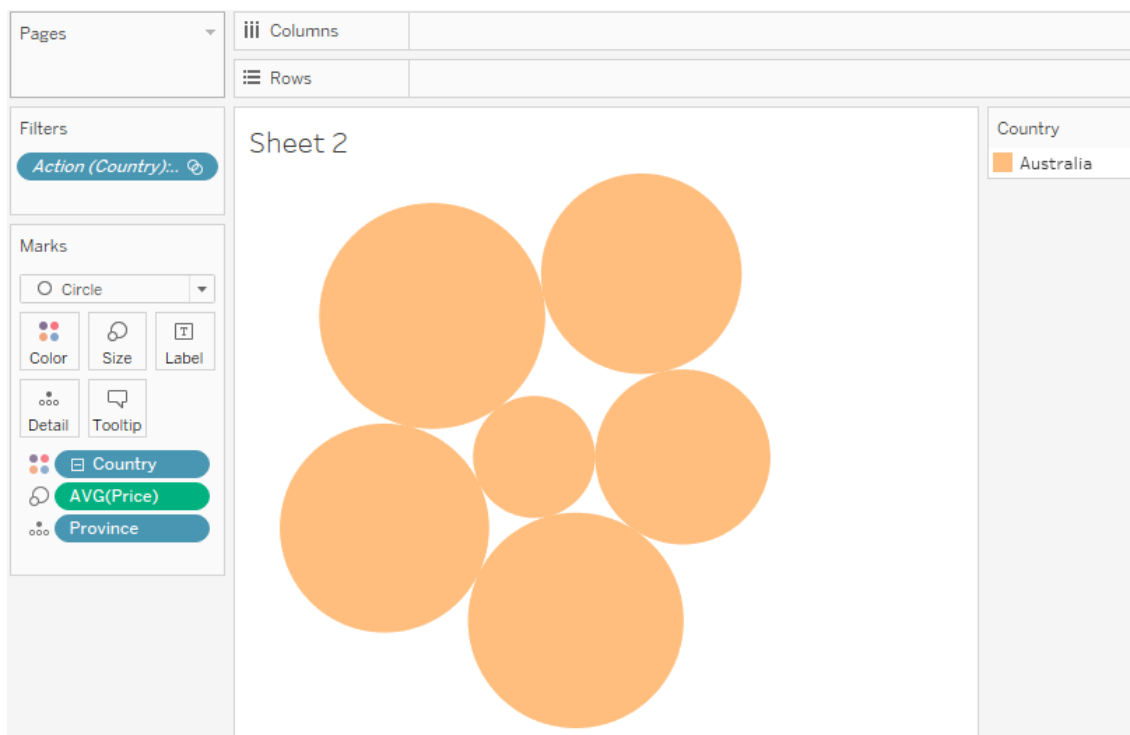 Pages
Columns
Rows
Filters
Action (Country):..
Marks
Circle
Color Size Label
Detail Tooltip
Country
AVG(Price)
Province
Sheet 2
Country
Australia